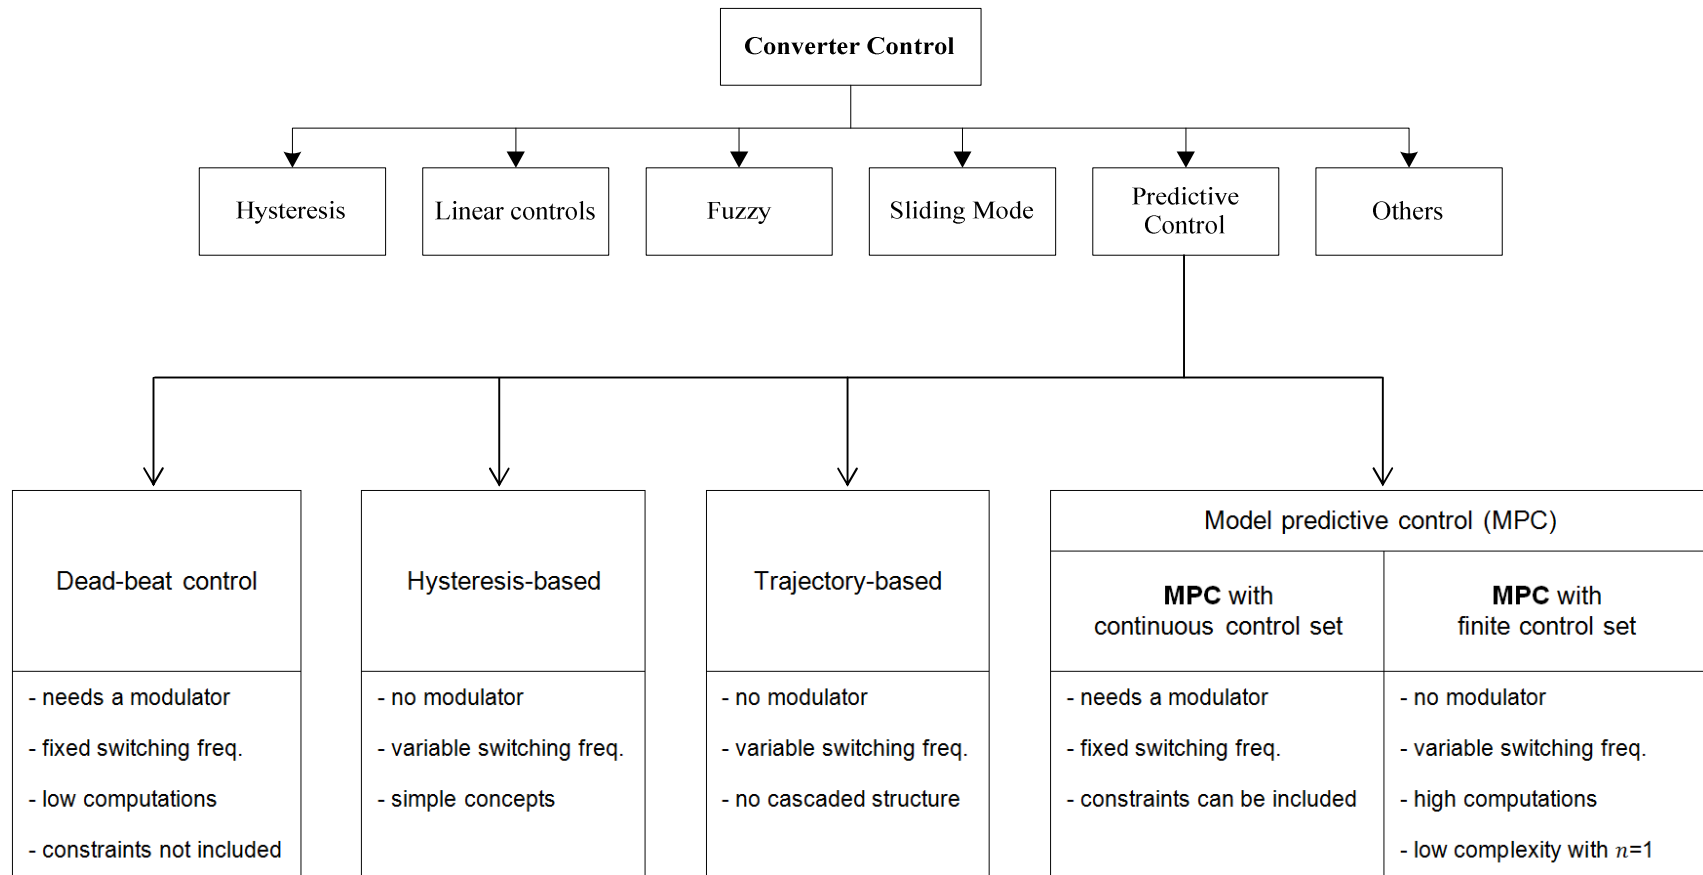 Converter Control
Hysteresis
Linear controls
Fuzzy
Sliding Mode
Predictive
Control
Others
Dead-beat control
- needs a modulator
- fixed switching freq.
- low computations
- constraints not included
Hysteresis-based
- no modulator
- variable switching freq.
- simple concepts
Trajectory-based
- no modulator
- variable switching freq.
- no cascaded structure
Model predictive control (MPC)
MPC with
continuous control set
- needs a modulator
- fixed switching freq.
- constraints can be included
MPC with
finite control set
- no modulator
- variable switching freq.
- high computations
- low complexity with n=1